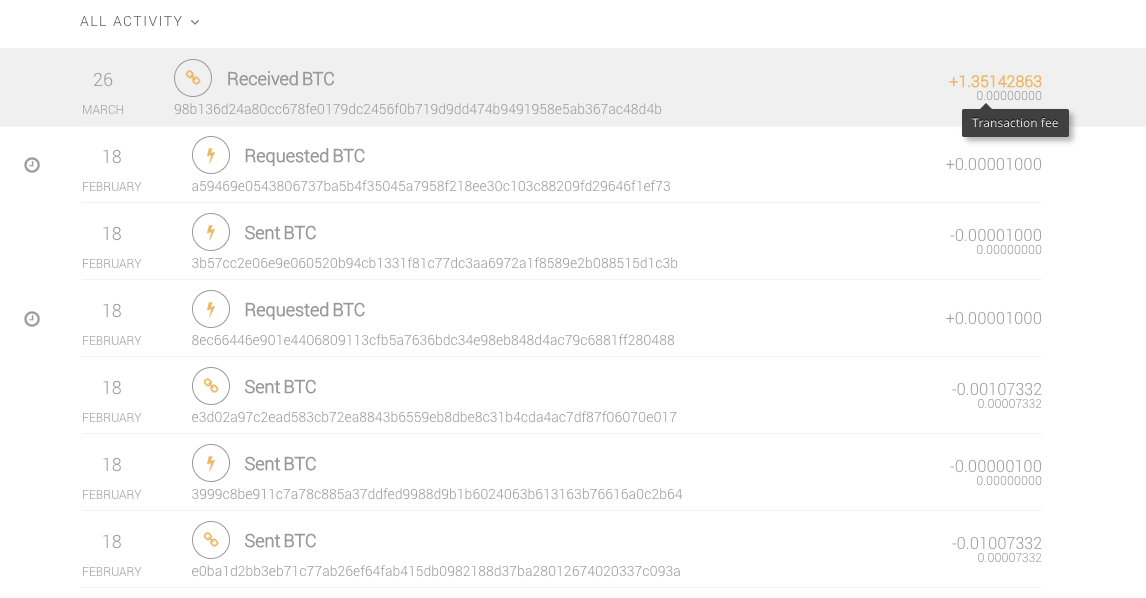 ALL ACTIVITY
26
Received BTC
+1.35142863
0.00000000
MARCH
98b136d24a80cc678fe0179dc2456f0b719d9dd474b9491958e5ab367ac48d4b
Transaction fee
18
Requested BTC
+0.00001000
FEBRUARY
a59469e0543806737ba5b4f35045a7958f218ee30c103c88209fd29646f1ef73
18
Sent BTC
-0.00001000
0.00000000
FEBRUARY
3b57cc2e06e9e060520b94cb1331f81c77dc3aa6972a1f8589e2b088515d1c3b
18
Requested BTC
+0.00001000
FEBRUARY
8ec66446e901e4406809113cfb5a7636bdc34e98eb848d4ac79c6881ff280488
18
Sent BTC
-0.00107332
0.00007332
FEBRUARY
e3d02a97c2ead583cb72ea8843b6559eb8dbe8c31b4cda4ac7df87f06070e017
18
Sent BTC
-0.00000100
0.00000000
FEBRUARY
3999c8be911c7a78c885a37ddfed9988d9b1b6024063b613163b76616a0c2b64
18
Sent BTC
-0.01007332
0.00007332
FEBRUARY
e0ba1d2bb3eb71c77ab26ef64fab415db0982188d37ba28012674020337c093a